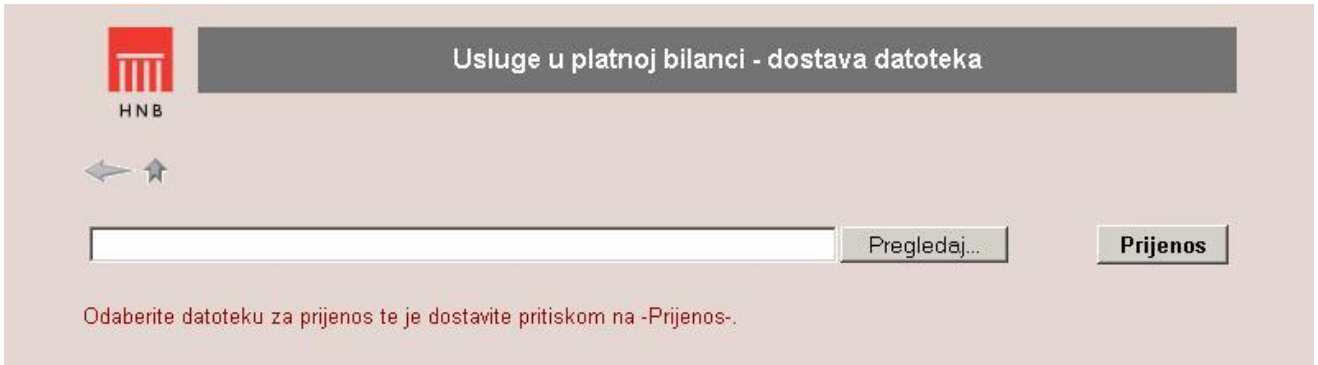 Usluge u platnoj bilanci - dostava datoteka
HNB
Pregledaj...
Prijenos
Odaberite datoteku za prijenos te je dostavite pritiskom na -Prijenos-.